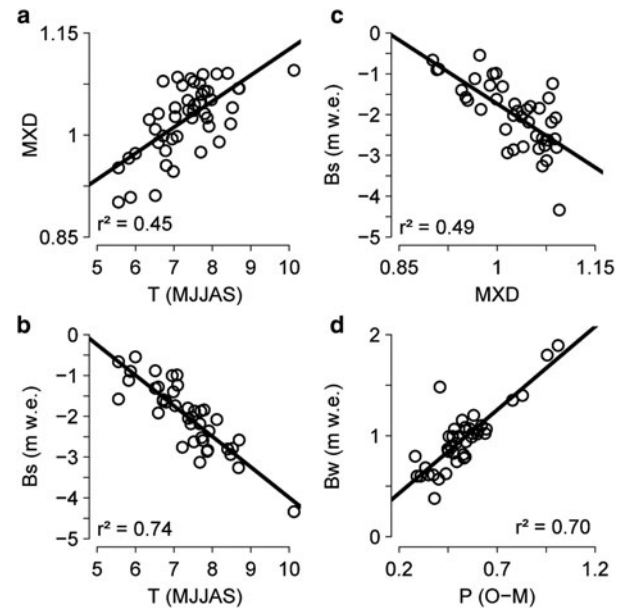 a
1.15
MXD
1
0.85
r² = 0.45
5 6 7 8 9 10
T (MJJAS)
c
0
−1
−2
−3
−4
−5
Bs (m w.e.)
r² = 0.49
0.85 1 1.15
MXD
b
0
−1
−2
−3
−4
−5
Bs (m w.e.)
r² = 0.74
5 6 7 8 9 10
T (MJJAS)
d
2
1
0
Bw (m w.e.)
r² = 0.70
0.2 0.7 1.2
P (O−M)